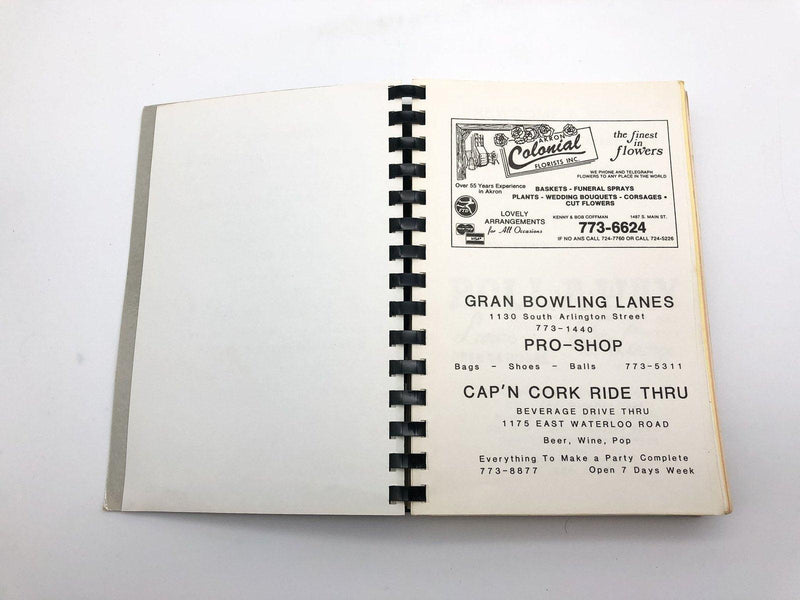 AKRON
Colonial
FLORISTS INC.
the finest
in
flowers
WE PHONE AND TELEGRAPH
FLOWERS TO ANY PLACE IN THE WORLD
Over 55 Years Experience
in Akron
BASKETS - FUNERAL SPRAYS
PLANTS - WEDDING BOUQUETS - CORSAGES •
CUT FLOWERS
LOVELY
ARRANGEMENTS
for All Occasions
KENNY & BOB COFFMAN 1487 S. MAIN ST.
773-6624
IF NO ANS CALL 724-7760 OR CALL 724-5226
GRAN BOWLING LANES
1130 South Arlington Street
773-1440
PRO-SHOP
Bags - Shoes - Balls 773-5311
CAP'N CORK RIDE THRU
BEVERAGE DRIVE THRU
1175 EAST WATERLOO ROAD
Beer, Wine, Pop
Everything To Make a Party Complete
773-8877 Open 7 Days Week